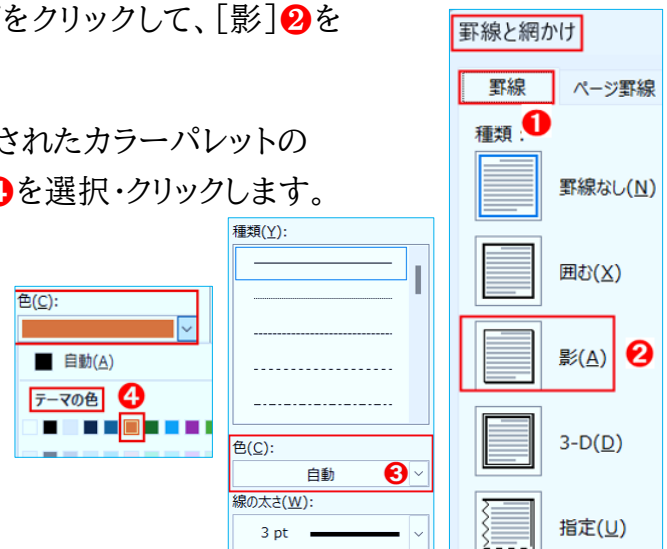 をクリックして、[影]❷を
されたカラーパレットの
❹を選択・クリックします。
罫線と網かけ
罫線 ページ罫線
❶
種類:
罫線なし(N)
囲む(X)
影(A) ❷
3-D(D)
指定(U)
種類(Y):
色(C):
自動 ❸
線の太さ(W):
3 pt
色(C):
自動(A)
テーマの色 ❹